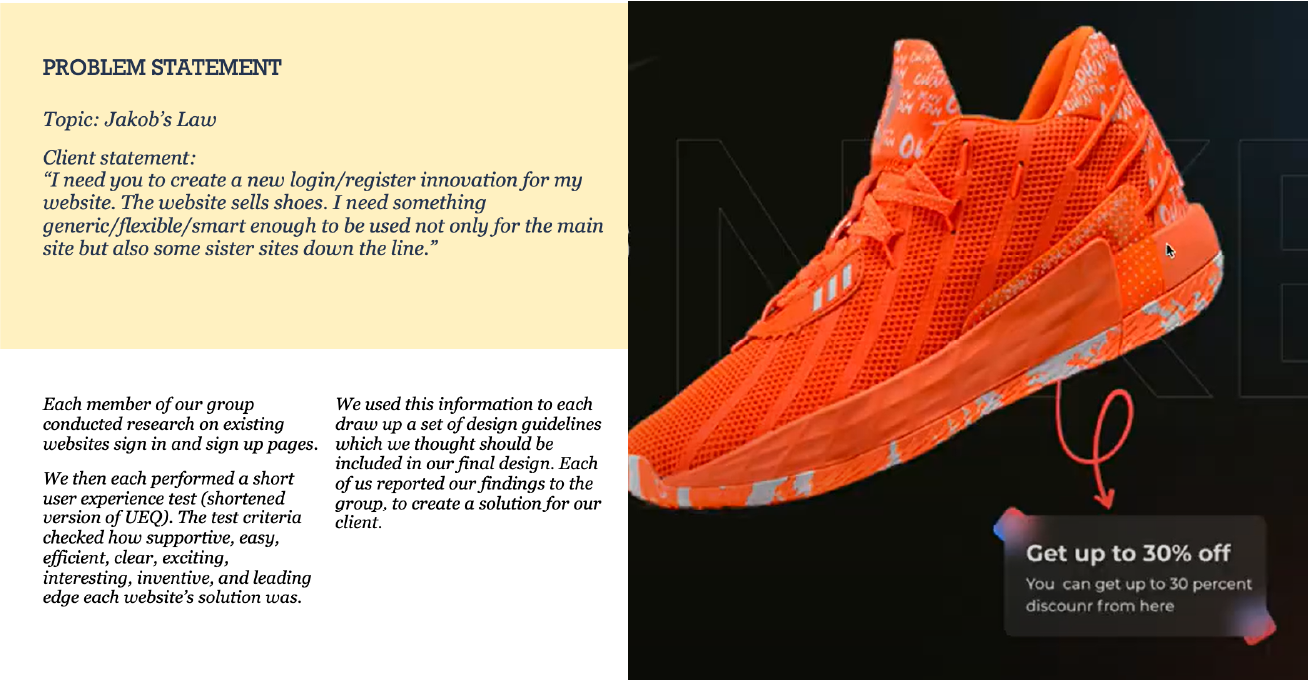 PROBLEM STATEMENT
Topic: Jakob's Law
Client statement:
"I need you to create a new login/register innovation for my
website. The website sells shoes. I need something
generic/flexible/smart enough to be used not only for the main
site but also some sister sites down the line."
Each member of our group
conducted research on existing
websites sign in and sign up pages.
We then each performed a short
user experience test (shortened
version of UEQ). The test criteria
checked how supportive, easy,
efficient, clear, exciting,
interesting, inventive, and leading
edge each website's solution was.
We used this information to each
draw up a set of design guidelines
which we thought should be
included in our final design. Each
of us reported our findings to the
group, to create a solution for our
client.
Get up to 30% off
You can get up to 30 percent
discounr from here